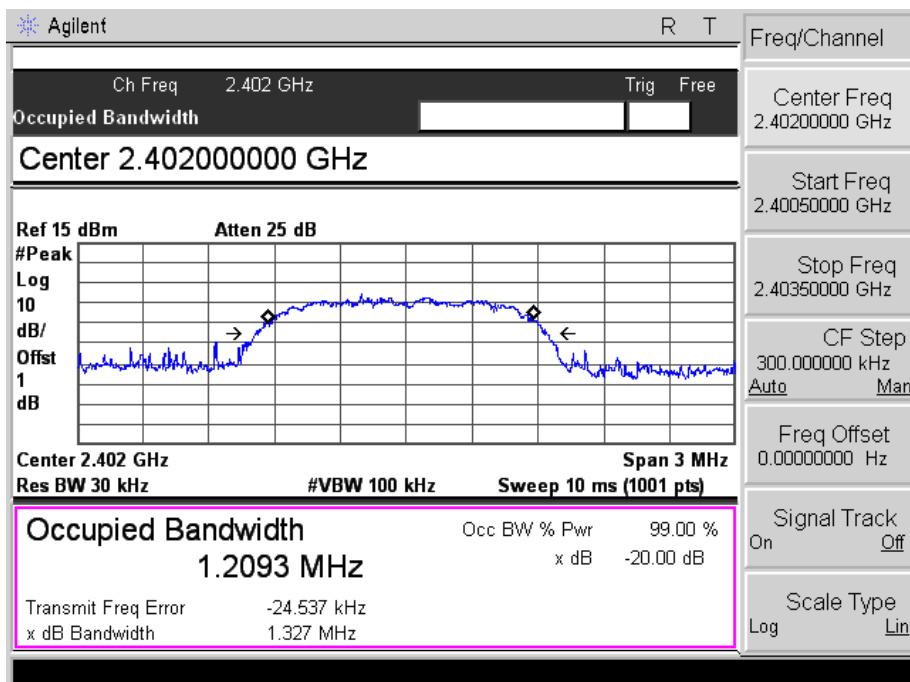 Agilent R T
Ch Freq 2.402 GHz Trig Free
Occupied Bandwidth
Center 2.402000000 GHz
Ref 15 dBm Atten 25 dB
#Peak
Log
10
dB/
Offst
1
dB
Center 2.402 GHz Span 3 MHz
Res BW 30 kHz #VBW 100 kHz Sweep 10 ms (1001 pts)
Occupied Bandwidth Occ BW % Pwr 99.00 %
1.2093 MHz x dB -20.00 dB
Transmit Freq Error -24.537 kHz
x dB Bandwidth 1.327 MHz
Freq/Channel
Center Freq
2.40200000 GHz
Start Freq
2.40050000 GHz
Stop Freq
2.40350000 GHz
CF Step
300.000000 kHz
Auto Man
Freq Offset
0.00000000 Hz
Signal Track
On Off
Scale Type
Log Lin